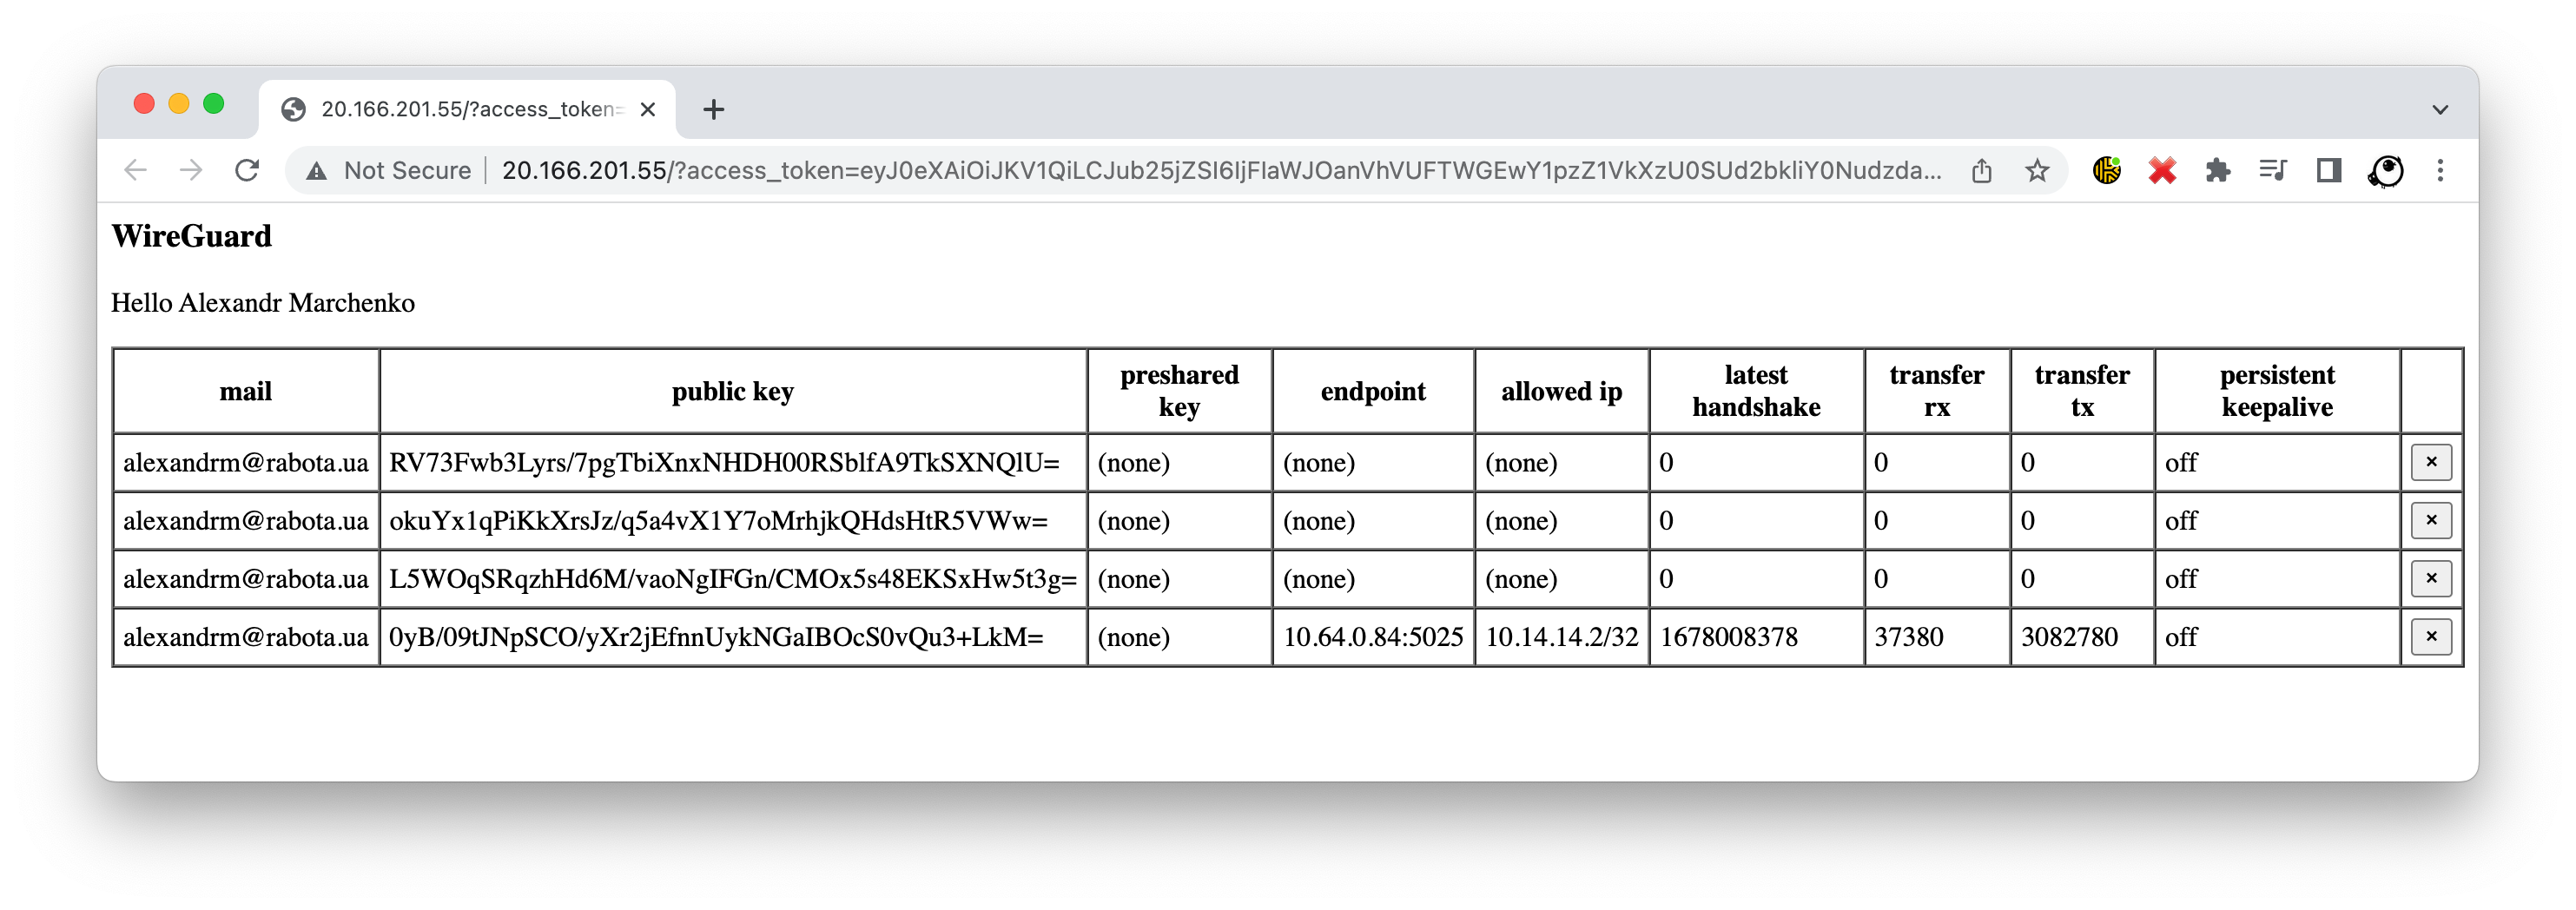 20.166.201.55/?access_token=
Not Secure 20.166.201.55/?access_token=eyJ0eXAiOiJKV1QiLCJub25jZSI6IjFIaWJOanVhVUFTWGEwY1pzZ1VkXzU0SUd2bkliY0Nudzda...
WireGuard
Hello Alexandr Marchenko
mail public key preshared key endpoint allowed ip latest handshake transfer rx transfer tx persistent keepalive
alexandrm@rabota.ua RV73Fwb3Lyrs/7pgTbiXnxNHDH00RSblfA9TkSXNQlU= (none) (none) (none) 0 0 0 off ×
alexandrm@rabota.ua okuYx1qPiKkXrsJz/q5a4vX1Y7oMrhjkQHdsHtR5VWw= (none) (none) (none) 0 0 0 off ×
alexandrm@rabota.ua L5WOqSRqzhHd6M/vaoNgIFGn/CMOx5s48EKSxHw5t3g= (none) (none) (none) 0 0 0 off ×
alexandrm@rabota.ua 0yB/09tJNpSCO/yXr2jEfnnUykNGaIBOcS0vQu3+LkM= (none) 10.64.0.84:5025 10.14.14.2/32 1678008378 37380 3082780 off ×